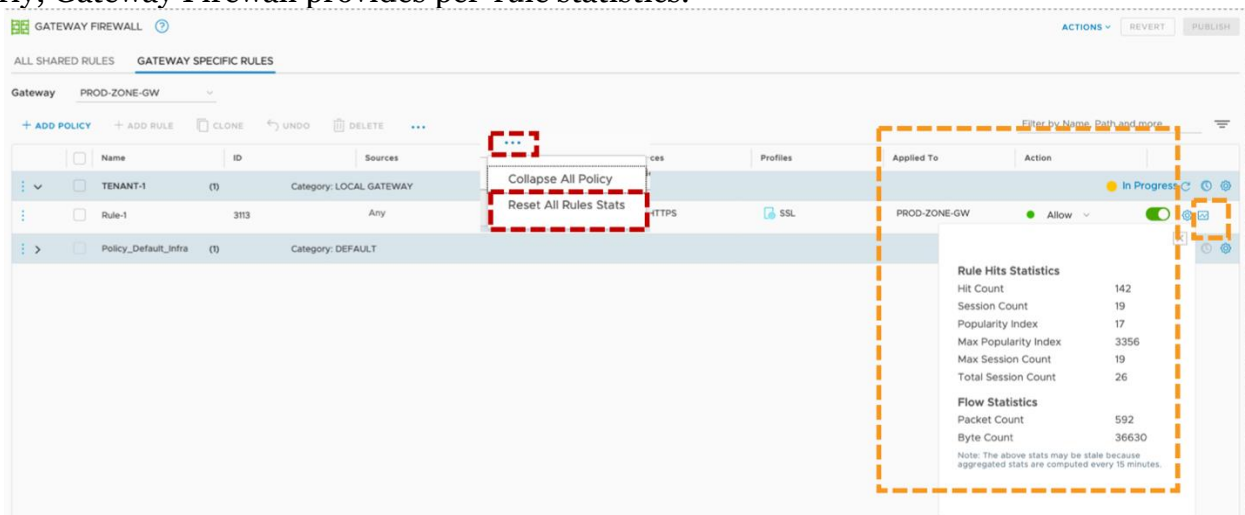 Gateway Firewall provides per-rule statistics.
GATEWAY FIREWALL ?
ACTIONS REVERT PUBLISH
ALL SHARED RULES GATEWAY SPECIFIC RULES
Gateway PROD-ZONE-GW
+ ADD POLICY + ADD RULE CLONE UNDO DELETE ...
Filter by Name, Path and more
...
Name ID Sources Profiles Applied To Action
Collapse All Policy
TENANT-1 (1) Category: LOCAL GATEWAY In Progress
Reset All Rules Stats
Rule-1 3113 Any SSL PROD-ZONE-GW Allow
Policy_Default_Infra (1) Category: DEFAULT
Rule Hits Statistics
Hit Count 142
Session Count 19
Popularity Index 17
Max Popularity Index 3356
Max Session Count 19
Total Session Count 26
Flow Statistics
Packet Count 592
Byte Count 36630
Note: The above stats may be stale because
aggregated stats are computed every 15 minutes.